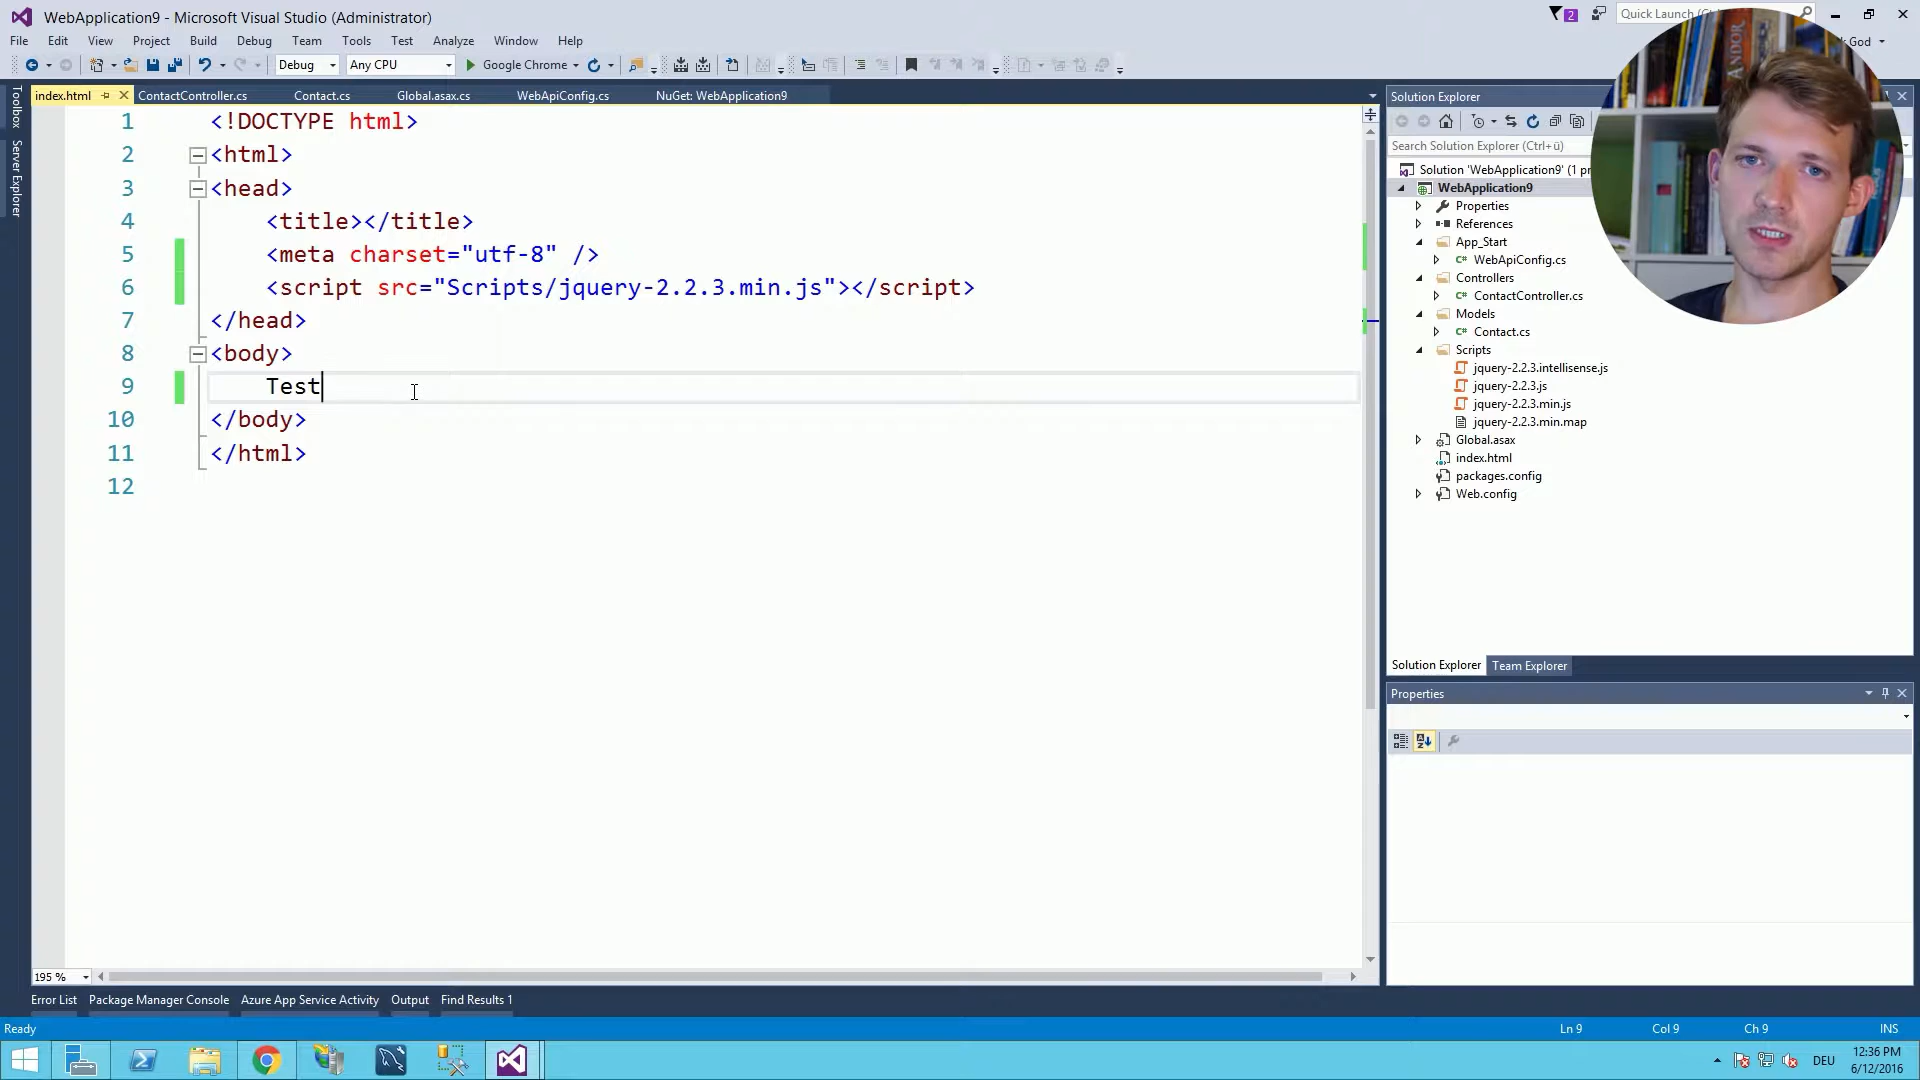 WebApplication9 - Microsoft Visual Studio (Administrator)
2
Quick Launch (Ct
File Edit View Project Build Debug Team Tools Test Analyze Window Help
God
Debug Any CPU Google Chrome
index.html ContactController.cs Contact.cs Global.asax.cs WebApiConfig.cs NuGet: WebApplication9
Toolbox
Server Explorer
1 <!DOCTYPE html>
2 <html>
3 <head>
4 <title></title>
5 <meta charset="utf-8" />
6 <script src="Scripts/jquery-2.2.3.min.js"></script>
7 </head>
8 <body>
9 Test
10 </body>
11 </html>
12
195 %
Solution Explorer
Search Solution Explorer (Ctrl+ü)
Solution 'WebApplication9' (1 pr
WebApplication9
Properties
References
App_Start
WebApiConfig.cs
Controllers
ContactController.cs
Models
Contact.cs
Scripts
jquery-2.2.3.intellisense.js
jquery-2.2.3.js
jquery-2.2.3.min.js
jquery-2.2.3.min.map
Global.asax
index.html
packages.config
Web.config
Solution Explorer Team Explorer
Properties
Error List Package Manager Console Azure App Service Activity Output Find Results 1
Ready Ln 9 Col 9 Ch 9 INS
DEU
12:36 PM
6/12/2016
ANDOR